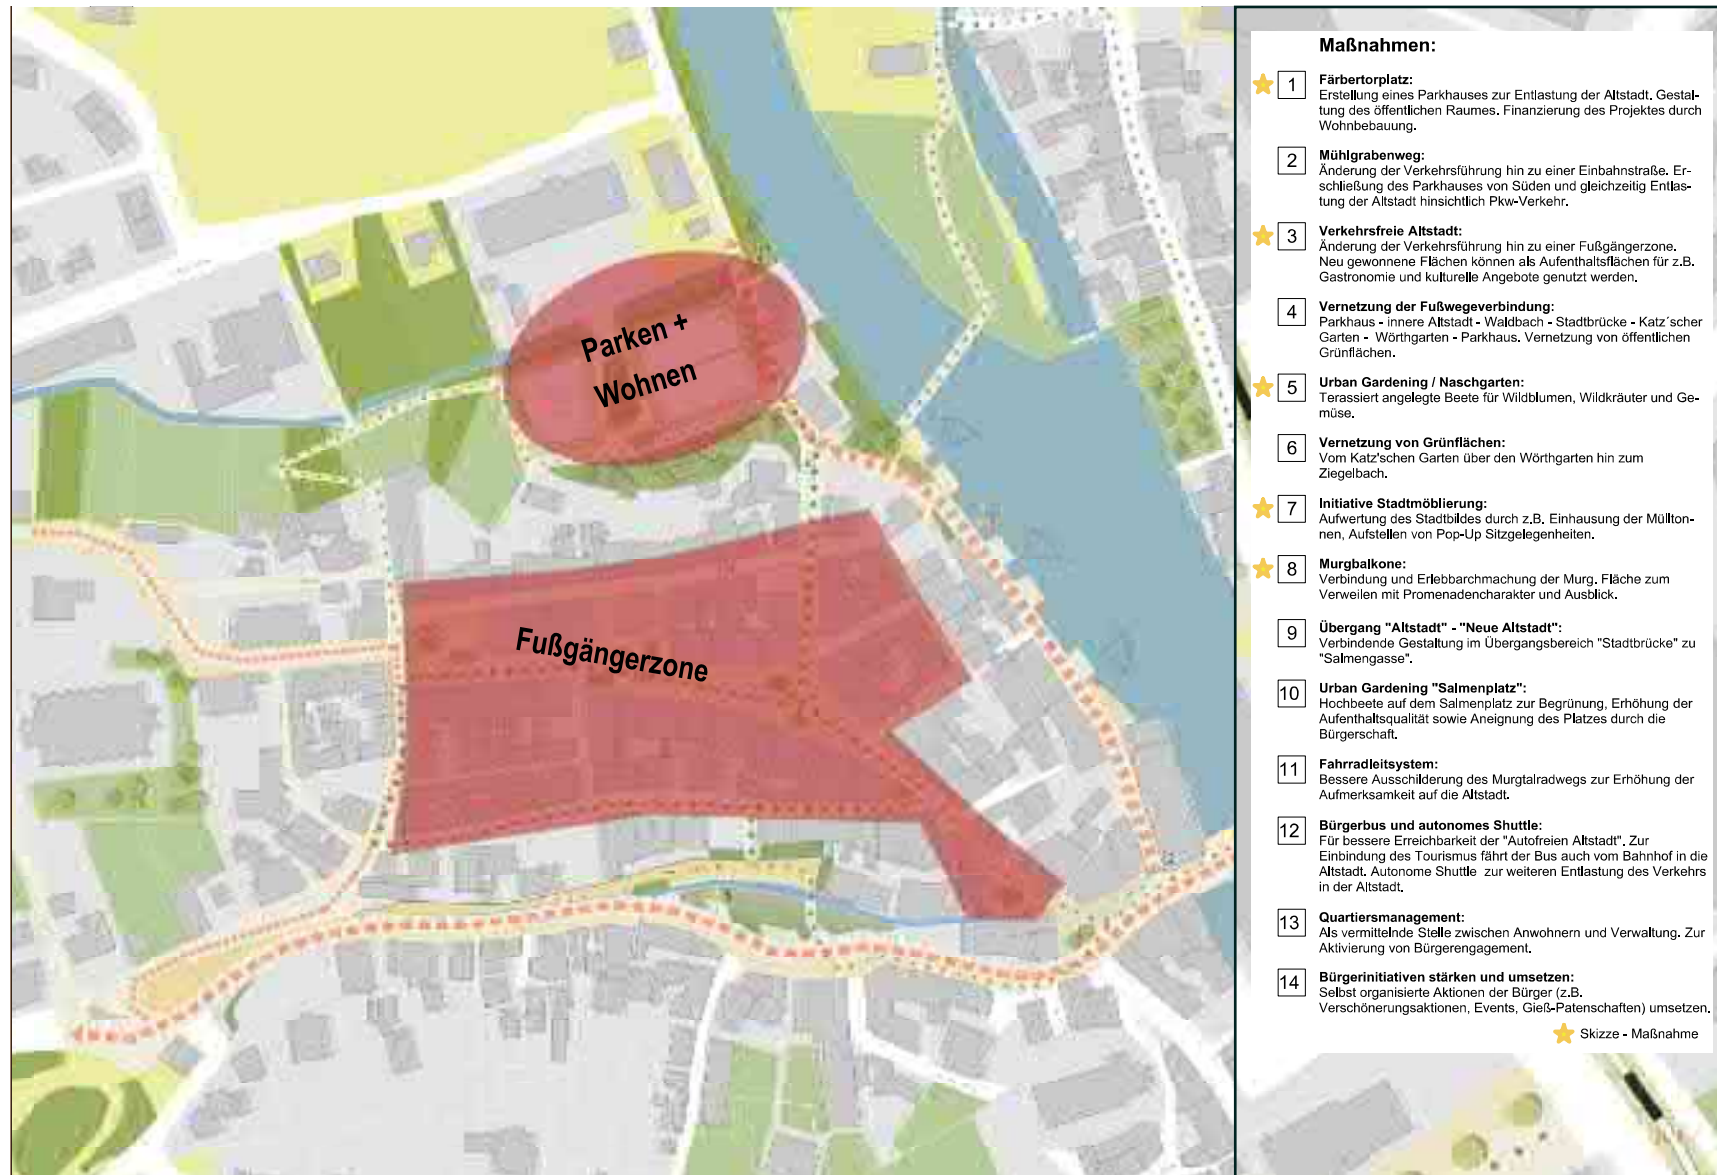 Parken +
Wohnen
Fußgängerzone
Maßnahmen:
1 Färbertorplatz:
Erstellung eines Parkhauses zur Entlastung der Altstadt. Gestal-
tung des öffentlichen Raumes. Finanzierung des Projektes durch
Wohnbebauung.
2 Mühlgrabenweg:
Änderung der Verkehrsführung hin zu einer Einbahnstraße. Er-
schließung des Parkhauses von Süden und gleichzeitig Entlas-
tung der Altstadt hinsichtlich Pkw-Verkehr.
3 Verkehrsfreie Altstadt:
Änderung der Verkehrsführung hin zu einer Fußgängerzone.
Neu gewonnene Flächen können als Aufenthaltsflächen für z.B.
Gastronomie und kulturelle Angebote genutzt werden.
4 Vernetzung der Fußwegeverbindung:
Parkhaus - innere Altstadt - Waldbach - Stadtbrücke - Katz´scher
Garten - Wörthgarten - Parkhaus. Vernetzung von öffentlichen
Grünflächen.
5 Urban Gardening / Naschgarten:
Terassiert angelegte Beete für Wildblumen, Wildkräuter und Ge-
müse.
6 Vernetzung von Grünflächen:
Vom Katz'schen Garten über den Wörthgarten hin zum
Ziegelbach.
7 Initiative Stadtmöblierung:
Aufwertung des Stadtbildes durch z.B. Einhausung der Müllton-
nen, Aufstellen von Pop-Up Sitzgelegenheiten.
8 Murgbalkone:
Verbindung und Erlebbarchmachung der Murg. Fläche zum
Verweilen mit Promenadencharakter und Ausblick.
9 Übergang "Altstadt" - "Neue Altstadt":
Verbindende Gestaltung im Übergangsbereich "Stadtbrücke" zu
"Salmengasse".
10 Urban Gardening "Salmenplatz":
Hochbeete auf dem Salmenplatz zur Begrünung, Erhöhung der
Aufenthaltsqualität sowie Aneignung des Platzes durch die
Bürgerschaft.
11 Fahrradleitsystem:
Bessere Ausschilderung des Murgtalradwegs zur Erhöhung der
Aufmerksamkeit auf die Altstadt.
12 Bürgerbus und autonomes Shuttle:
Für bessere Erreichbarkeit der "Autofreien Altstadt". Zur
Einbindung des Tourismus fährt der Bus auch vom Bahnhof in die
Altstadt. Autonome Shuttle zur weiteren Entlastung des Verkehrs
in der Altstadt.
13 Quartiersmanagement:
Als vermittelnde Stelle zwischen Anwohnern und Verwaltung. Zur
Aktivierung von Bürgerengagement.
14 Bürgerinitiativen stärken und umsetzen:
Selbst organisierte Aktionen der Bürger (z.B.
Verschönerungsaktionen, Events, Gieß-Patenschaften) umsetzen.
Skizze - Maßnahme